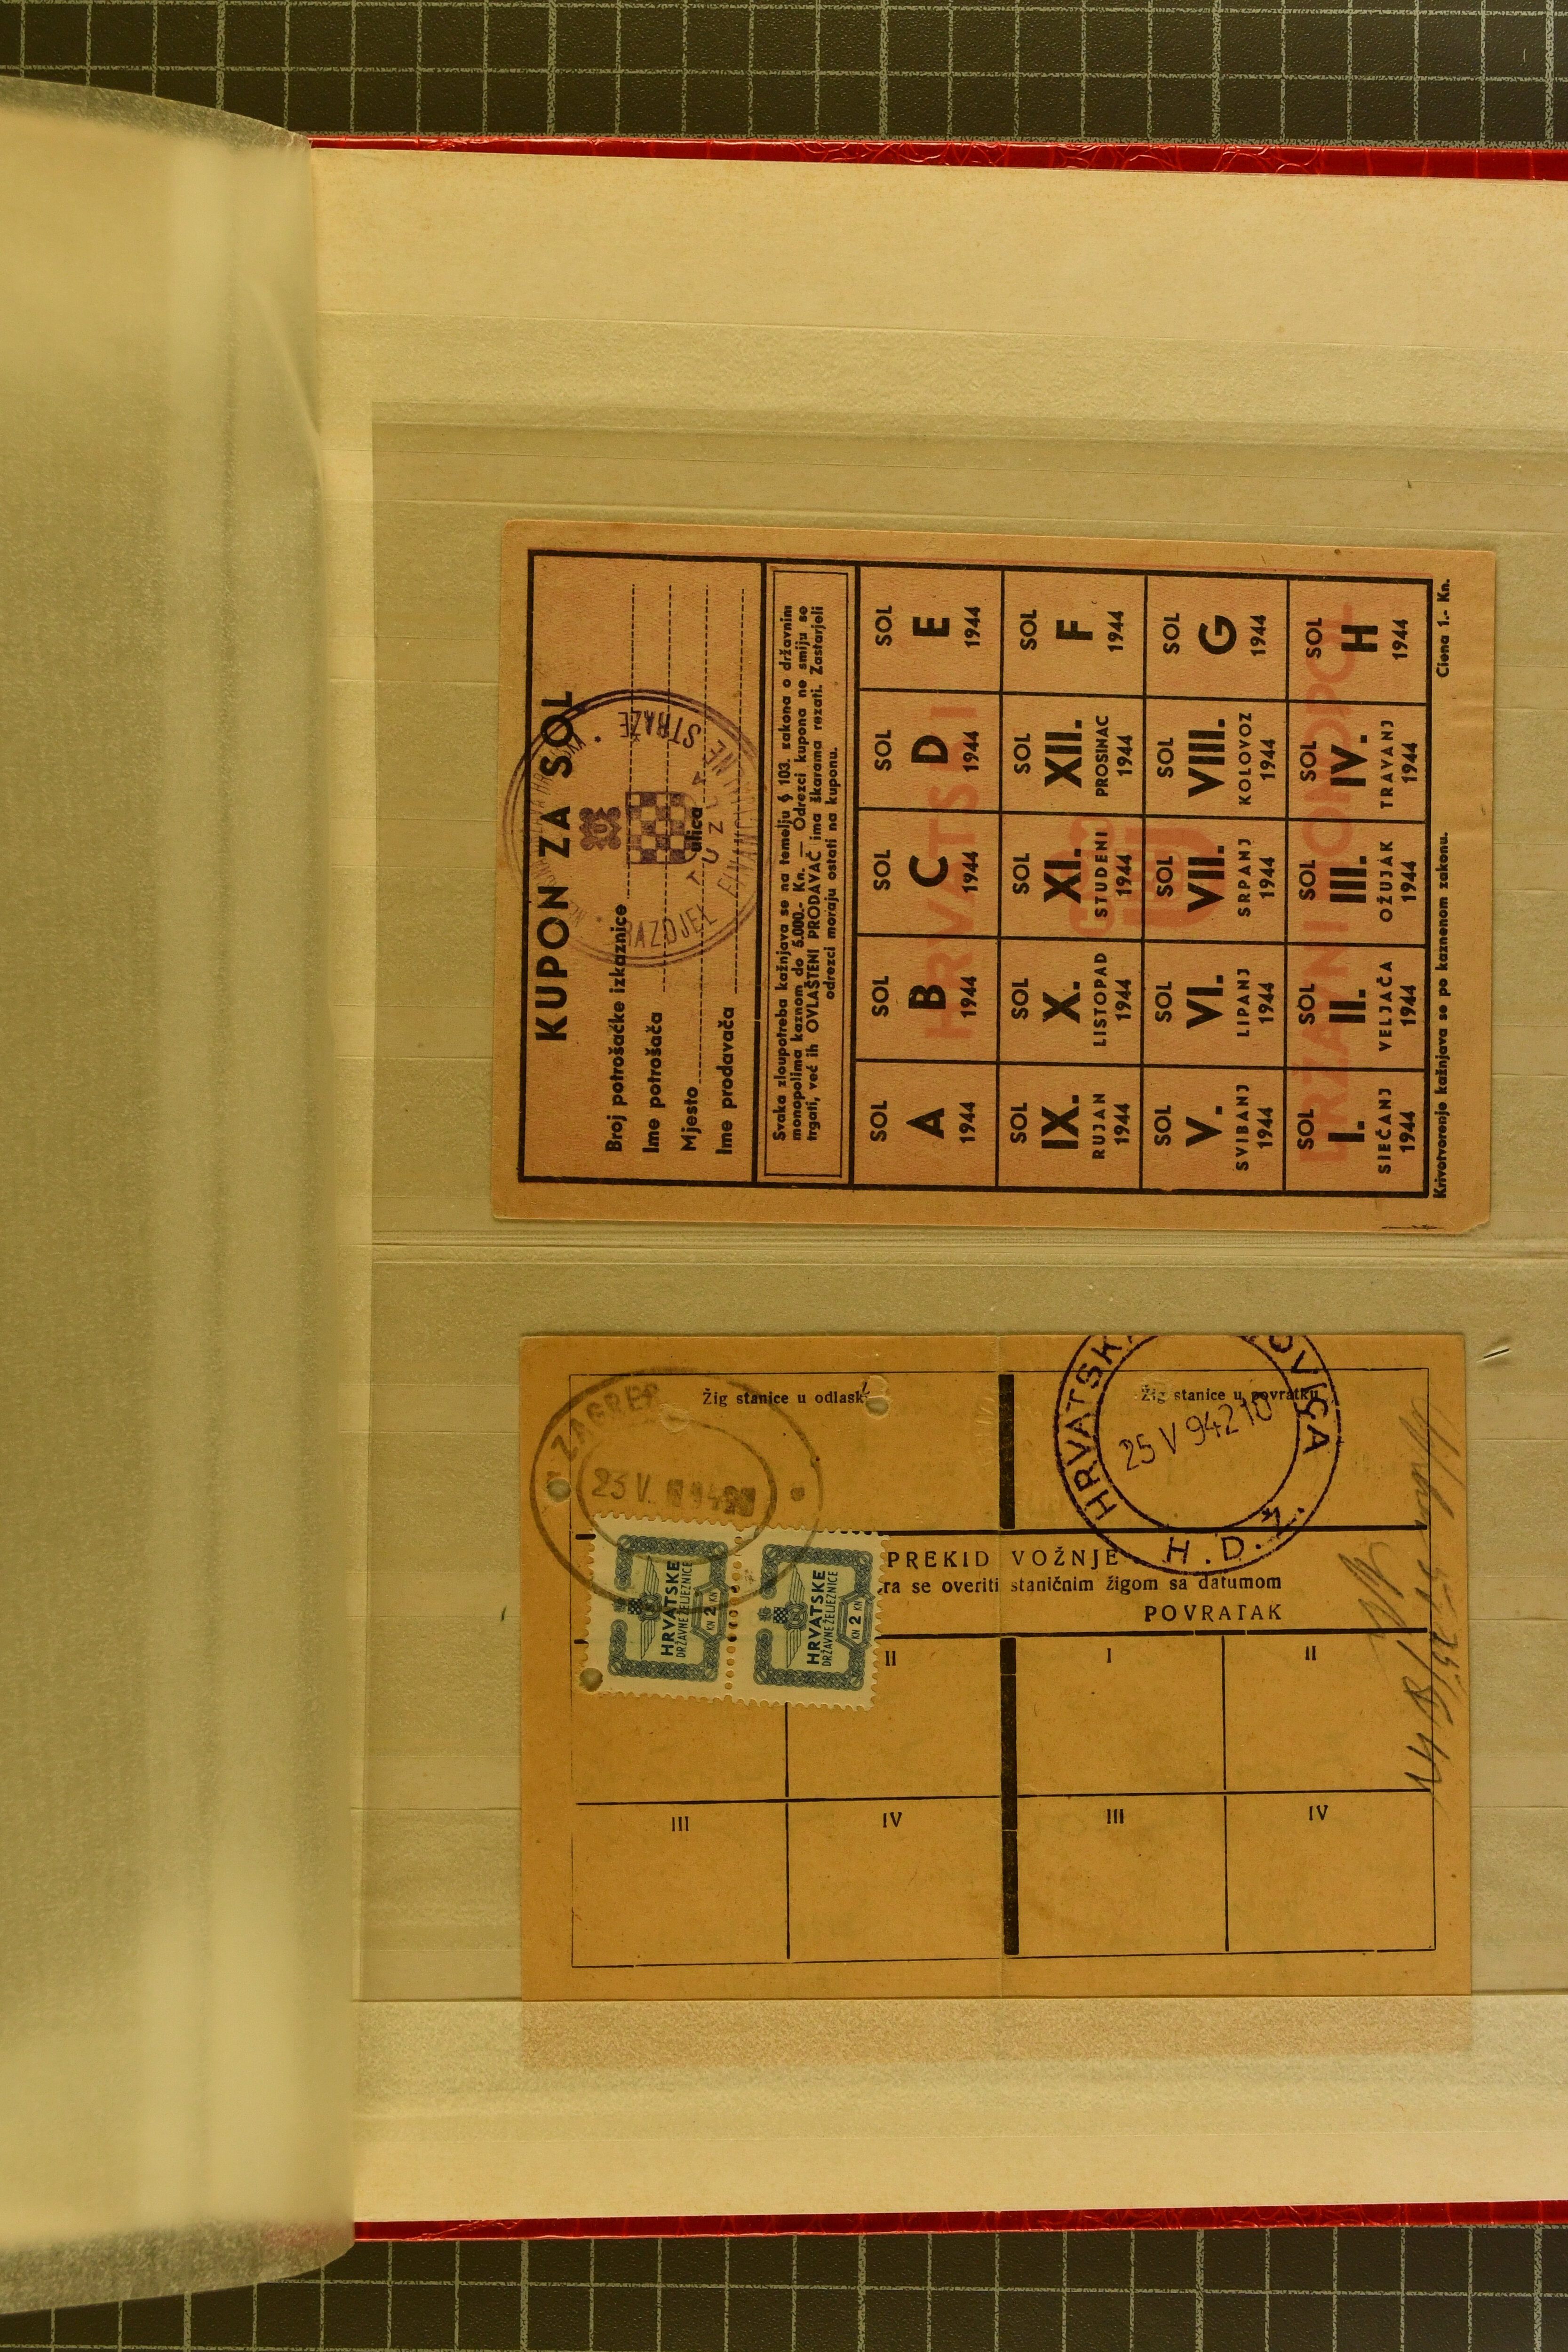 KUPON ZA SOL
Broj potrošačke izkaznice
Ime potrošača
Mjesto
ulica
Ime prodavača
RAZDJEL FINANCIJALNE STRAŽE
TUZLA
Svaka zloupotreba kažnjava se na temelju § 103. zakona o državnim
monopolima kaznom do 5.000.- Kn. — Odrezci kupona ne smiju se
trgati, već ih OVLAŠTENI PRODAVAČ ima škarama rezati. Zastarjeli
odrezci moraju ostati na kuponu.
HRVATSKI
DRŽAVNI MONOPOL
SOL A 1944
SOL B 1944
SOL C 1944
SOL D 1944
SOL E 1944
SOL IX. RUJAN 1944
SOL X. LISTOPAD 1944
SOL XI. STUDENI 1944
SOL XII. PROSINAC 1944
SOL F 1944
SOL V. SVIBANJ 1944
SOL VI. LIPANJ 1944
SOL VII. SRPANJ 1944
SOL VIII. KOLOVOZ 1944
SOL G 1944
SOL I. SIEČANJ 1944
SOL II. VELJAČA 1944
SOL III. OŽUJAK 1944
SOL IV. TRAVANJ 1944
SOL H 1944
Krivotvorenje kažnjava se po kaznenom zakonu.
Ciena 1.- Kn.
Žig stanice u odlasku
Žig stanice u povratku
ZAGREB
23 V.
HRVATSKA
25 V 942 10
H.D.Ž.
PREKID VOŽNJE
ra se overiti staničnim žigom sa datumom
POVRATAK
HRVATSKE
DRŽAVNE ŽELJEZNICE
KN 2 KN
HRVATSKE
DRŽAVNE ŽELJEZNICE
KN 2 KN
II
I
II
III
IV
III
IV